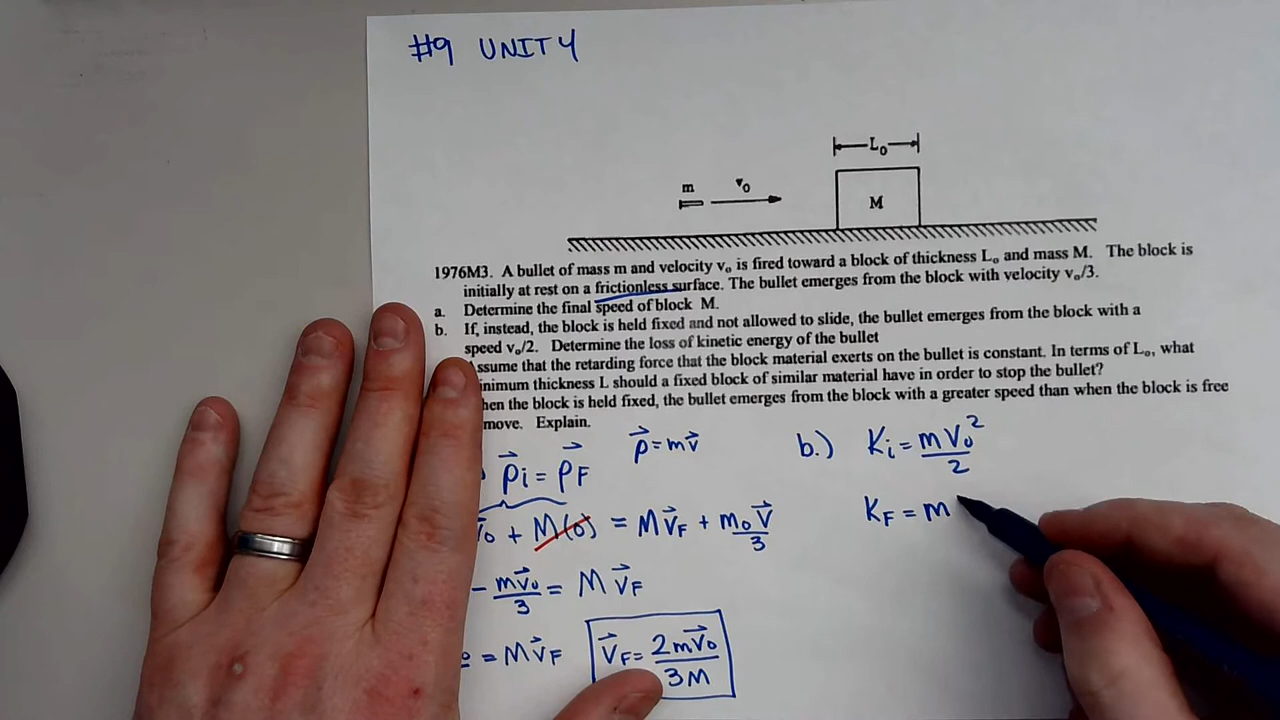 #9 UNIT 4
L₀
m
v₀
M
1976M3. A bullet of mass m and velocity v₀ is fired toward a block of thickness L₀ and mass M. The block is
initially at rest on a frictionless surface. The bullet emerges from the block with velocity v₀/3.
a. Determine the final speed of block M.
b. If, instead, the block is held fixed and not allowed to slide, the bullet emerges from the block with a
speed v₀/2. Determine the loss of kinetic energy of the bullet
ssume that the retarding force that the block material exerts on the bullet is constant. In terms of L₀, what
inimum thickness L should a fixed block of similar material have in order to stop the bullet?
hen the block is held fixed, the bullet emerges from the block with a greater speed than when the block is free
move. Explain.
p⃗i = p⃗F
p⃗ = mv⃗
+ M(0) = Mv⃗F + m₀v⃗/3
- mv⃗₀/3 = Mv⃗F
= Mv⃗F
v⃗F = 2mv⃗₀/3M
b.) Ki = mv₀²/2
KF = m